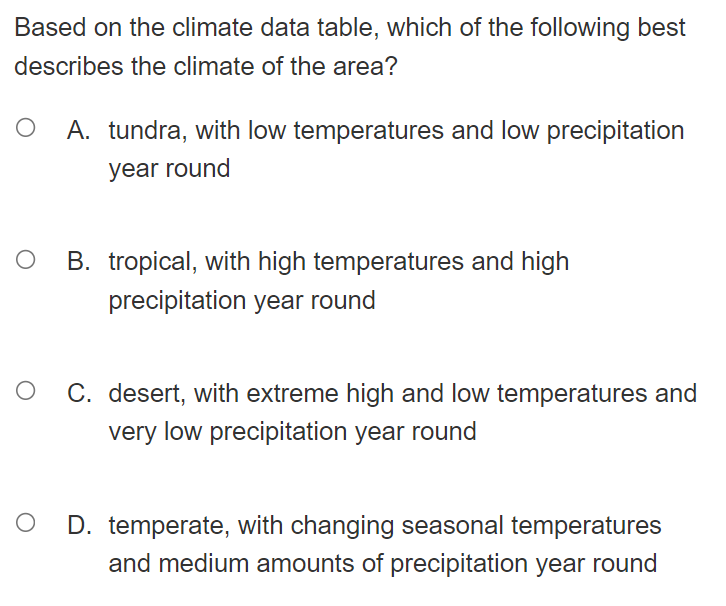 Based on the climate data table, which of the following best
describes the climate of the area?
A. tundra, with low temperatures and low precipitation
year round
B. tropical, with high temperatures and high
precipitation year round
C. desert, with extreme high and low temperatures and
very low precipitation year round
D. temperate, with changing seasonal temperatures
and medium amounts of precipitation year round